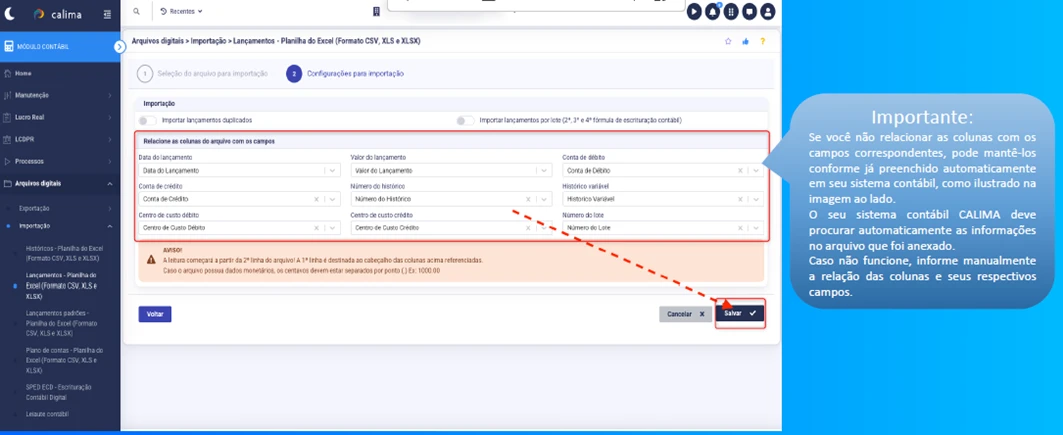 calima
Recentes
MÓDULO CONTÁBIL
Home
Manutenção
Lucro Real
LCDPR
Processos
Arquivos digitais
Exportação
Importação
Históricos - Planilha do Excel
(Formato CSV, XLS e XLSX)
Lançamentos - Planilha do
Excel (Formato CSV, XLS e
XLSX)
Lançamentos padrões -
Planilha do Excel (Formato
CSV, XLS e XLSX)
Plano de contas - Planilha do
Excel (Formato CSV, XLS e
XLSX)
SPED ECD - Escrituração
Contábil Digital
Leiaute contábil
Arquivos digitais > Importação > Lançamentos - Planilha do Excel (Formato CSV, XLS e XLSX)
1 Seleção do arquivo para importação 2 Configurações para importação
Importação
Importar lançamentos duplicados Importar lançamentos por lote (2ª, 3ª e 4ª fórmula de escrituração contábil)
Relacione as colunas do arquivo com os campos
Data do lançamento Valor do lançamento Conta de débito
Data do Lançamento Valor do Lançamento Conta de Débito
Conta de crédito Número do histórico Histórico variável
Conta de Crédito Número do Histórico Historico Variável
Centro de custo débito Centro de custo crédito Número do lote
Centro de Custo Débito Centro de Custo Crédito Número do Lote
AVISO!
A leitura começará a partir da 2ª linha do arquivo! A 1ª linha é destinada ao cabeçalho das colunas acima referenciadas.
Caso o arquivo possua dados monetários, os centavos devem estar separados por ponto (.) Ex: 1000.00
Voltar Cancelar Salvar
Importante:
Se você não relacionar as colunas com os
campos correspondentes, pode mantê-los
conforme já preenchido automaticamente
em seu sistema contábil, como ilustrado na
imagem ao lado.
O seu sistema contábil CALIMA deve
procurar automaticamente as informações
no arquivo que foi anexado.
Caso não funcione, informe manualmente
a relação das colunas e seus respectivos
campos.